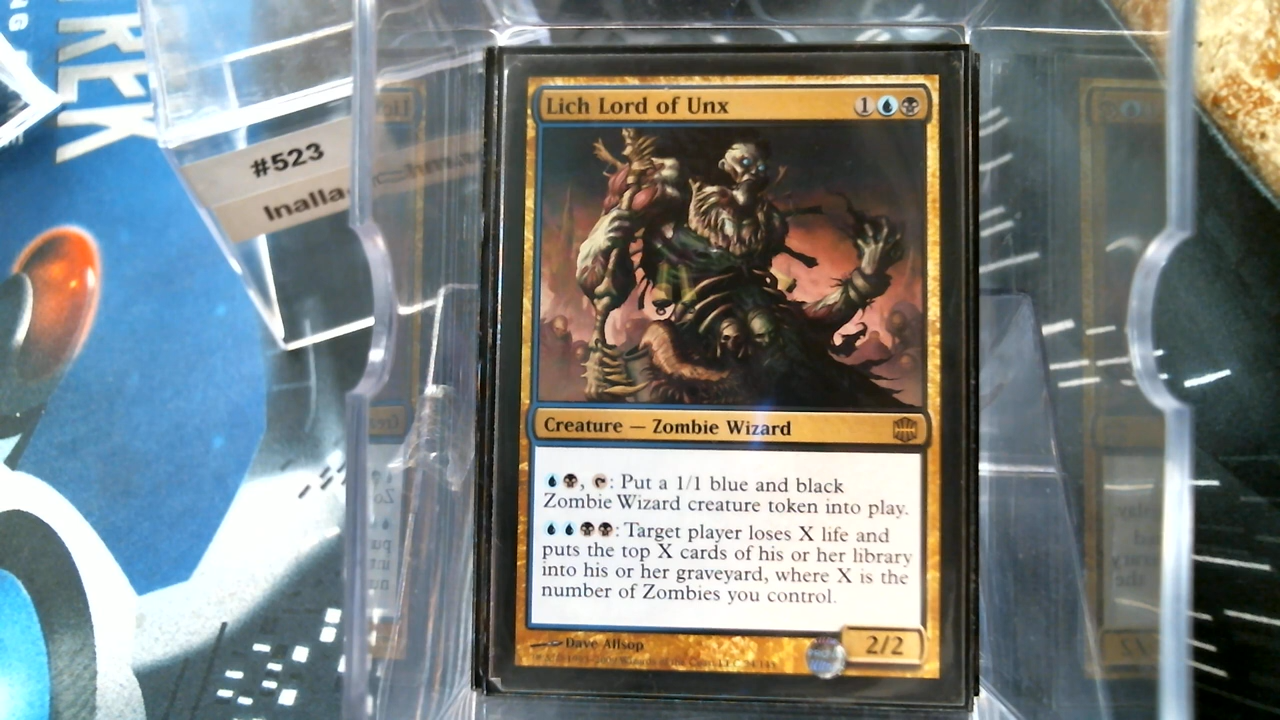 TREK
#523
Inalla
Lich Lord of Unx
1
Creature — Zombie Wizard
, : Put a 1/1 blue and black
Zombie Wizard creature token into play.
: Target player loses X life and
puts the top X cards of his or her library
into his or her graveyard, where X is the
number of Zombies you control.
Dave Allsop
2/2